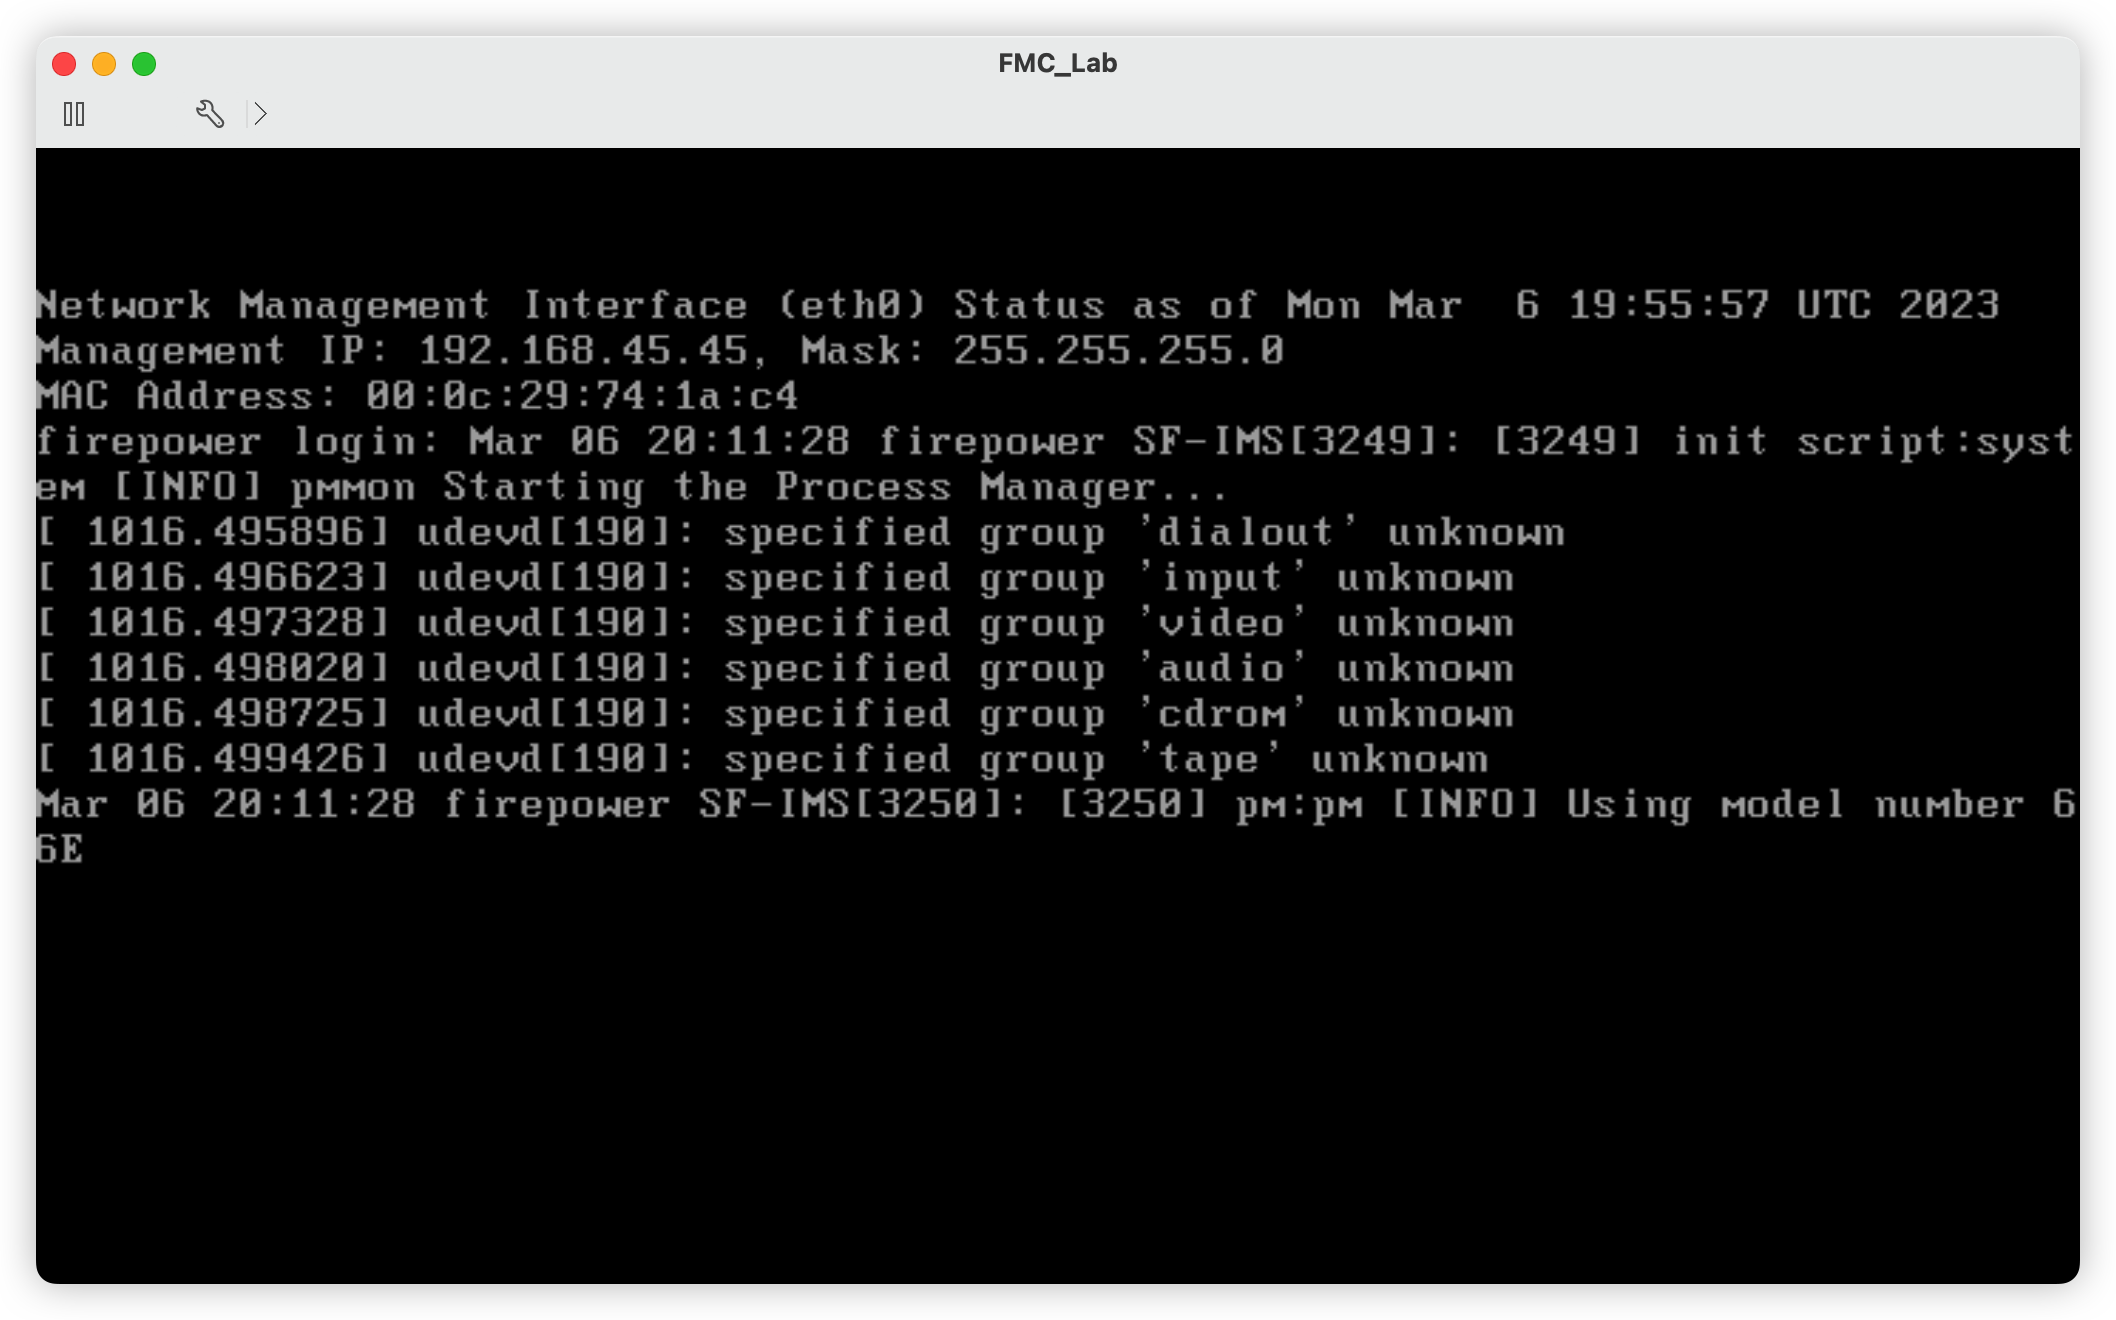 FMC_Lab
Network Management Interface (eth0) Status as of Mon Mar  6 19:55:57 UTC 2023
Management IP: 192.168.45.45, Mask: 255.255.255.0
MAC Address: 00:0c:29:74:1a:c4
firepower login: Mar 06 20:11:28 firepower SF-IMS[3249]: [3249] init script:syst
em [INFO] pmmon Starting the Process Manager...
[ 1016.495896] udevd[190]: specified group 'dialout' unknown
[ 1016.496623] udevd[190]: specified group 'input' unknown
[ 1016.497328] udevd[190]: specified group 'video' unknown
[ 1016.498020] udevd[190]: specified group 'audio' unknown
[ 1016.498725] udevd[190]: specified group 'cdrom' unknown
[ 1016.499426] udevd[190]: specified group 'tape' unknown
Mar 06 20:11:28 firepower SF-IMS[3250]: [3250] pm:pm [INFO] Using model number 6
6E